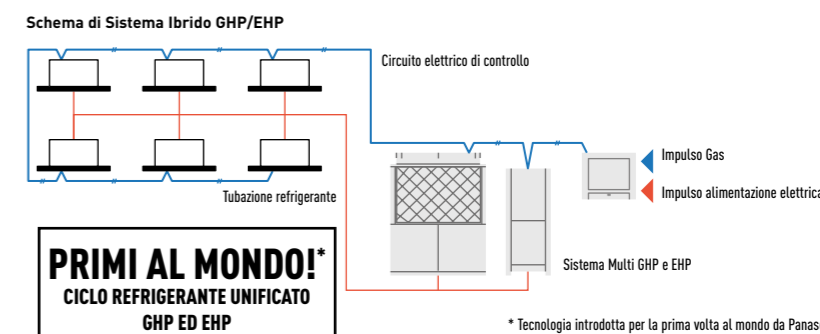 Schema di Sistema Ibrido GHP/EHP
Circuito elettrico di controllo
Impulso Gas
Impulso alimentazione elettrica
Tubazione refrigerante
Sistema Multi GHP e EHP
PRIMI AL MONDO!*
CICLO REFRIGERANTE UNIFICATO
GHP ED EHP
* Tecnologia introdotta per la prima volta al mondo da Panas